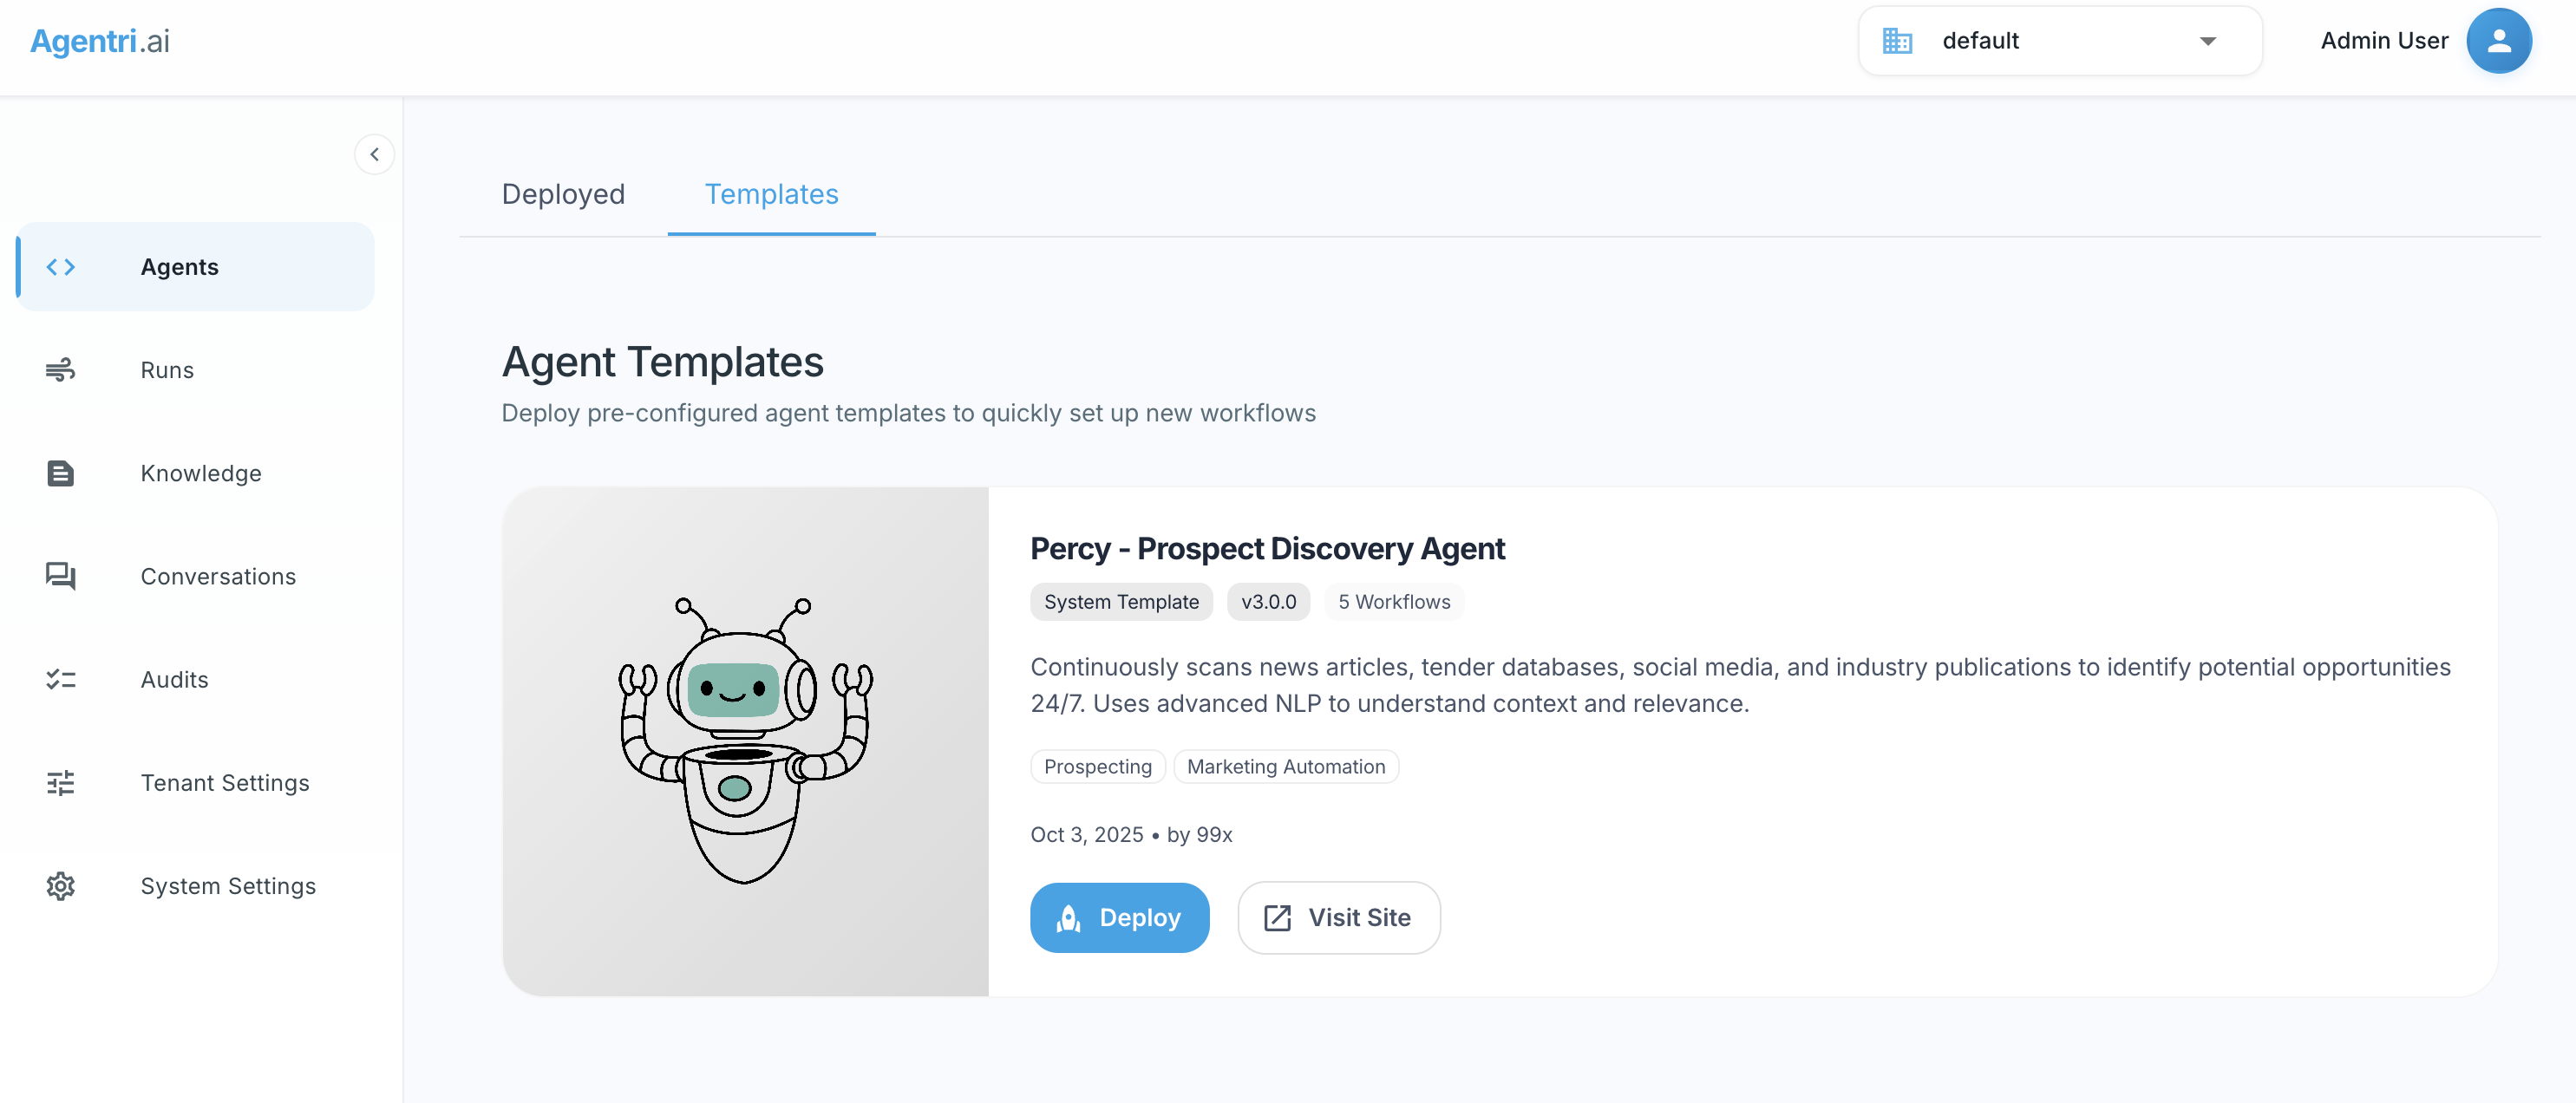 Agentri.ai
default
Admin User
Agents
Runs
Knowledge
Conversations
Audits
Tenant Settings
System Settings
Deployed
Templates
Agent Templates
Deploy pre-configured agent templates to quickly set up new workflows
Percy - Prospect Discovery Agent
System Template
v3.0.0
5 Workflows
Continuously scans news articles, tender databases, social media, and industry publications to identify potential opportunities
24/7. Uses advanced NLP to understand context and relevance.
Prospecting
Marketing Automation
Oct 3, 2025 • by 99x
Deploy
Visit Site